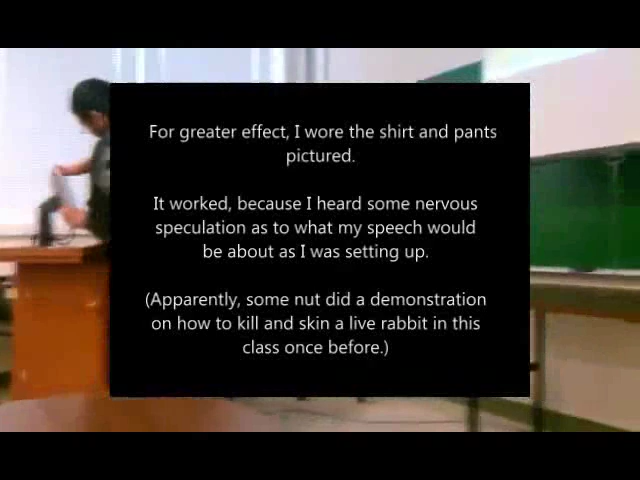 For greater effect, I wore the shirt and pants
pictured.
It worked, because I heard some nervous
speculation as to what my speech would
be about as I was setting up.
(Apparently, some nut did a demonstration
on how to kill and skin a live rabbit in this
class once before.)